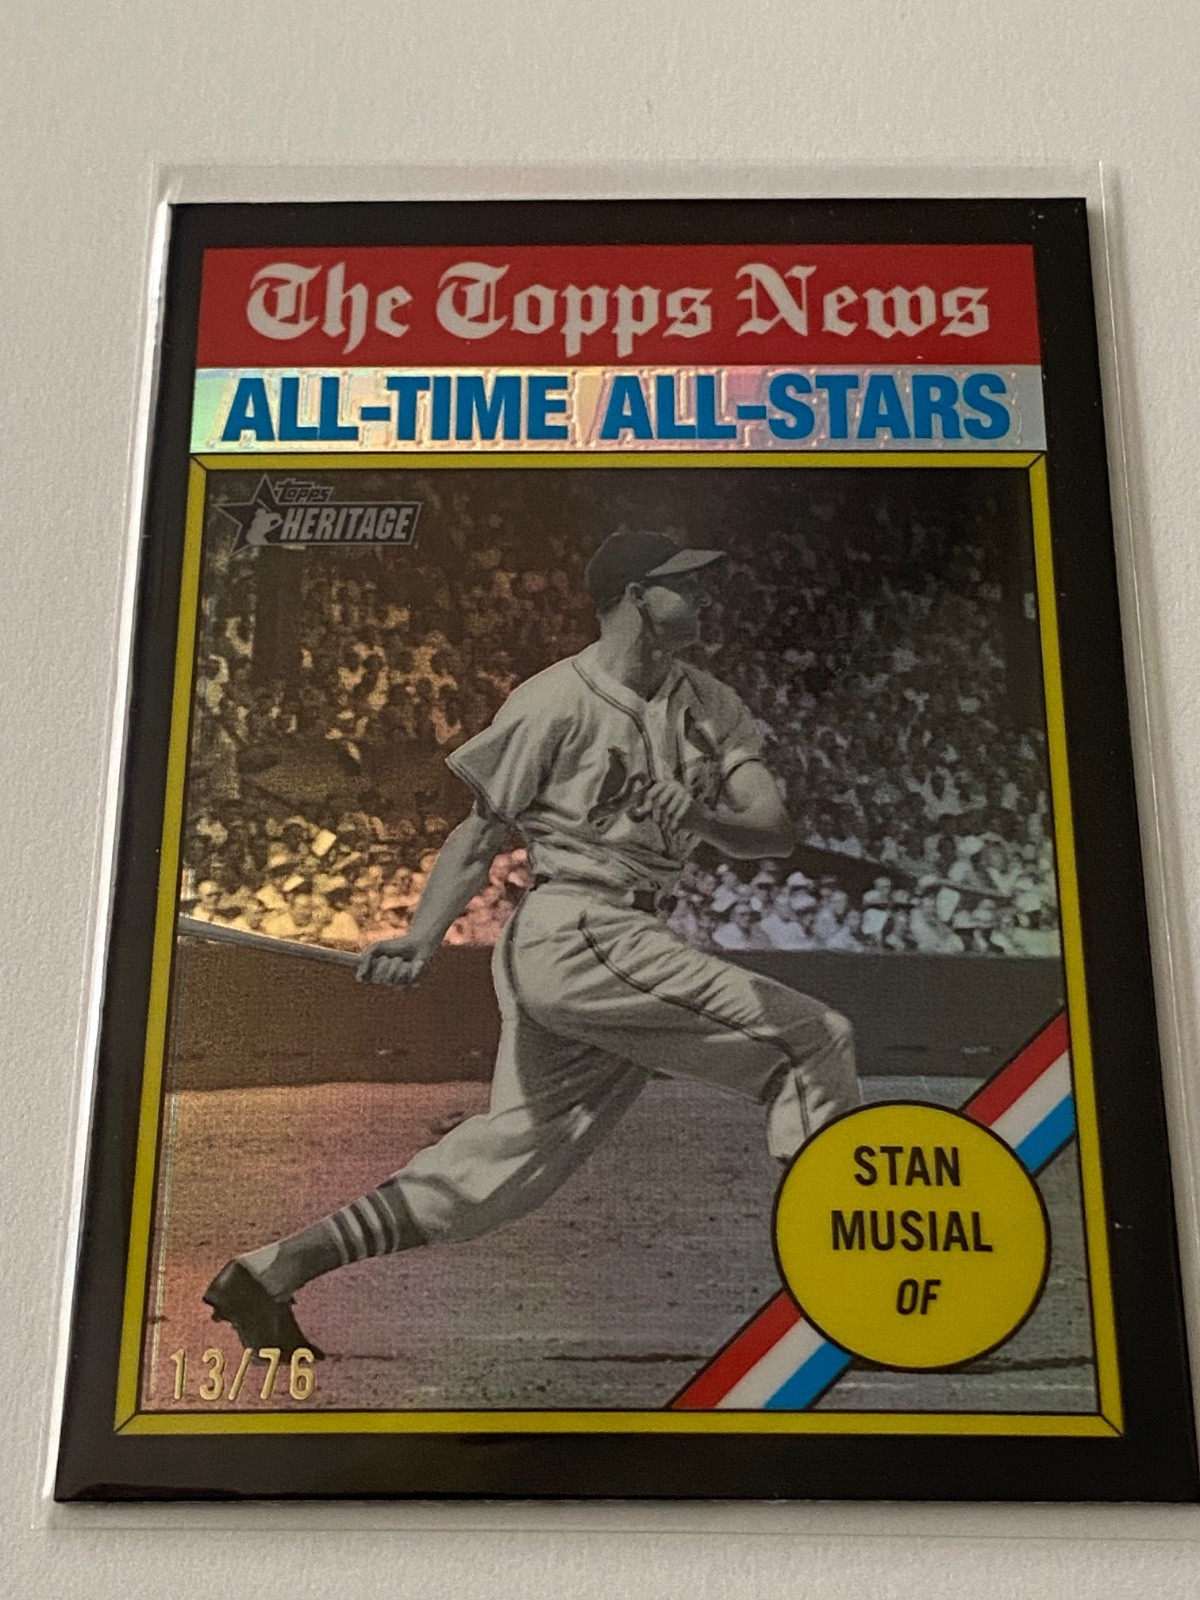 The Topps News
ALL-TIME ALL-STARS
Topps
HERITAGE
STAN
MUSIAL
OF
13/76